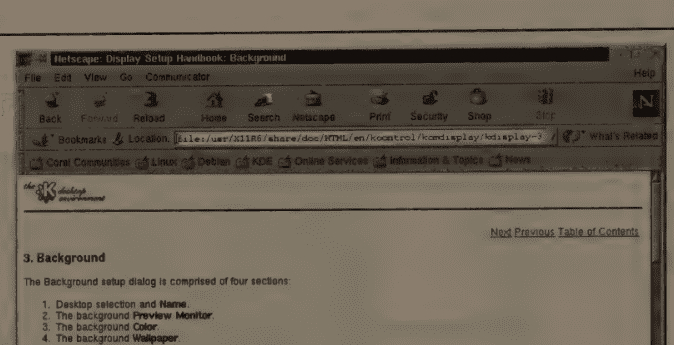 Netscape: Display Setup Handbook: Background
File Edit View Go Communicator Help
Back Forward Reload Home Search Netscape Print Security Shop Stop
Bookmarks Location: file:/usr/X11R6/share/doc/HTML/en/kcontrol/kcmdisplay/kdisplay-3 What's Related
Corel Communities Linux Debian KDE Online Services Information & Topics News
the K desktop environment
Next Previous Table of Contents
3. Background
The Background setup dialog is comprised of four sections:
1. Desktop selection and Name.
2. The background Preview Monitor.
3. The background Color.
4. The background Wallpaper.